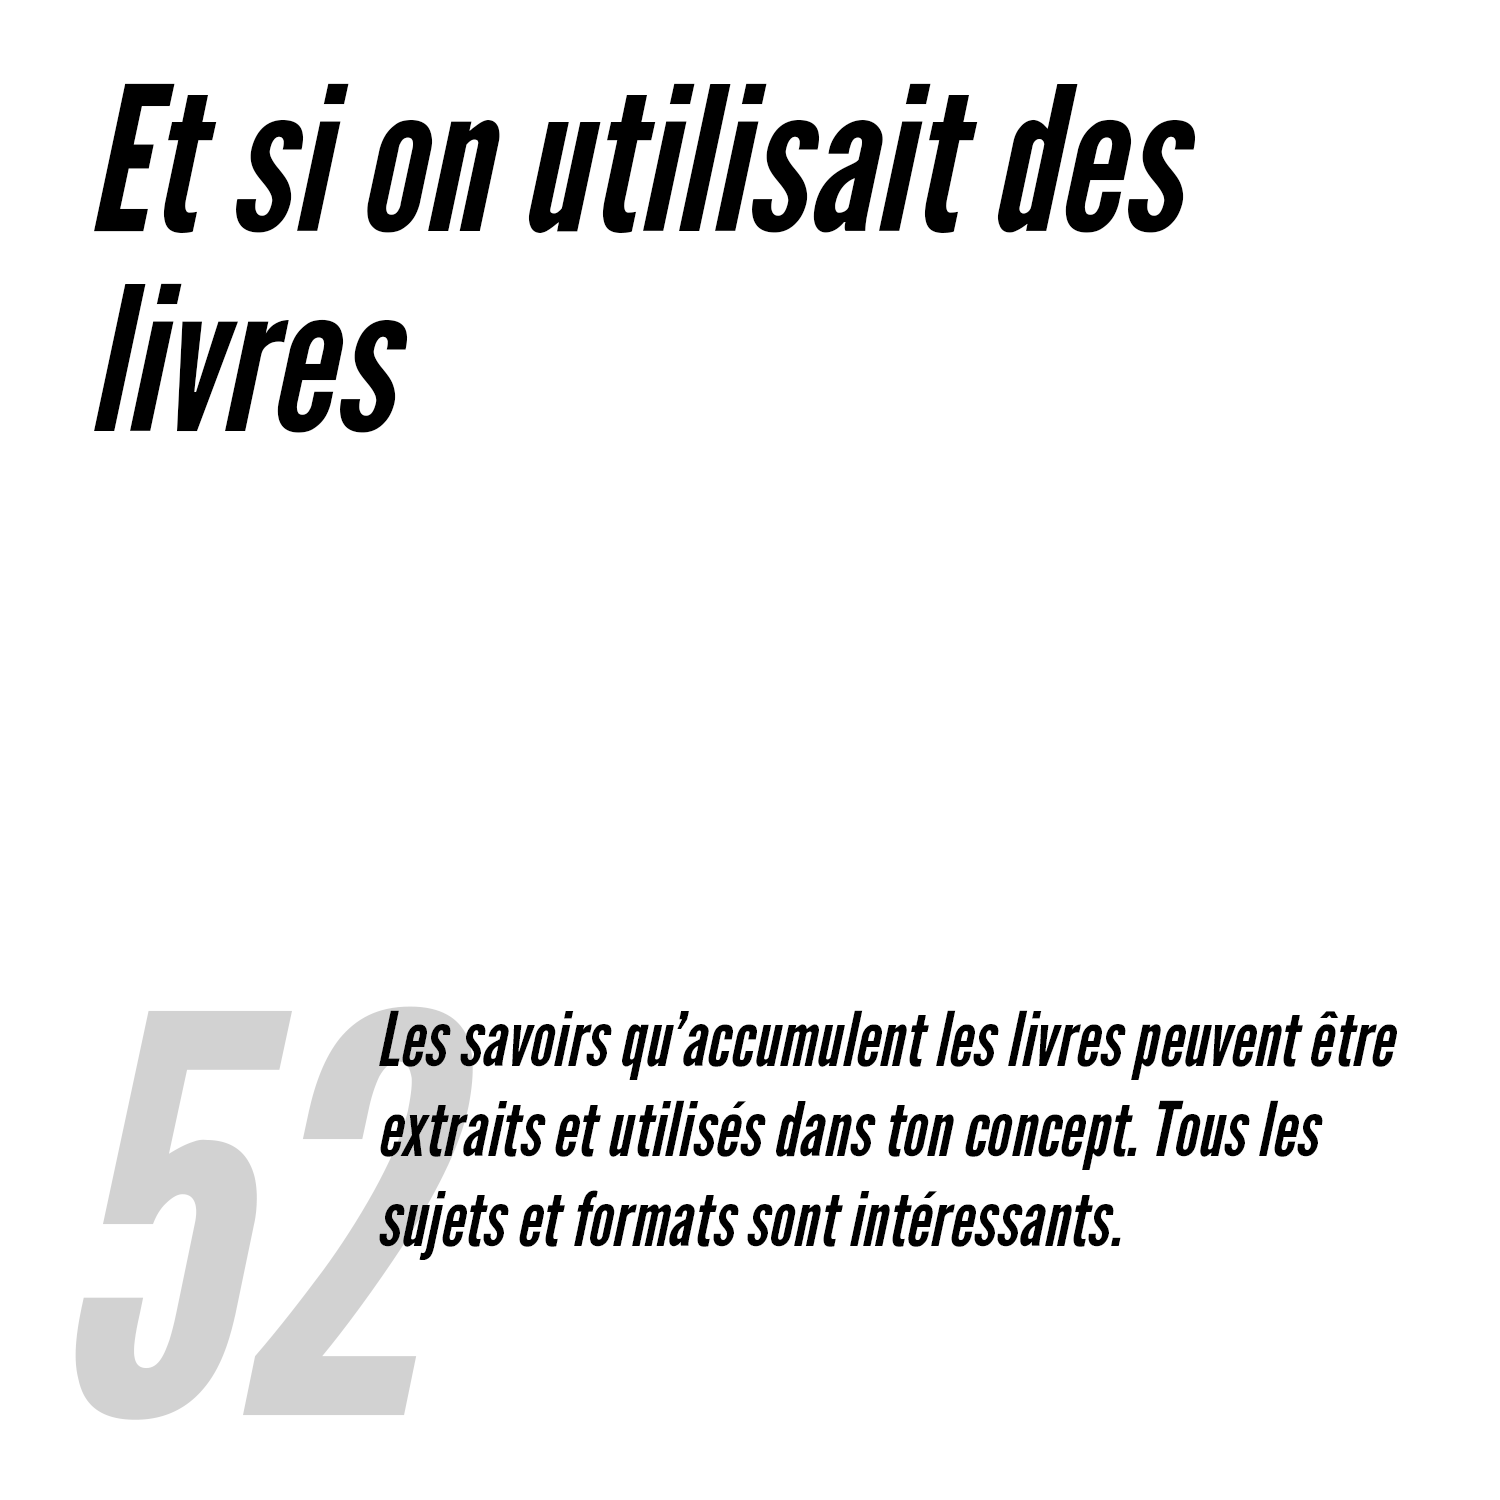 Et si on utilisait des
livres
52
Les savoirs qu’accumulent les livres peuvent être
extraits et utilisés dans ton concept. Tous les
sujets et formats sont intéressants.